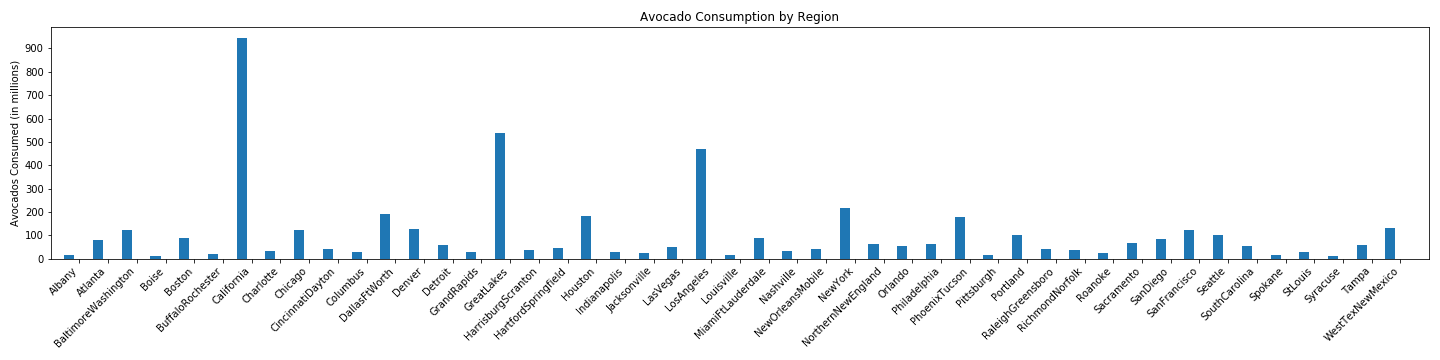 Avocado Consumption by Region
Avocados Consumed (in millions)
900
800
700
600
500
400
300
200
100
0
Albany
Atlanta
BaltimoreWashington
Boise
Boston
BuffaloRochester
California
Charlotte
Chicago
CincinnatiDayton
Columbus
DallasFtWorth
Denver
Detroit
GrandRapids
GreatLakes
HarrisburgScranton
HartfordSpringfield
Houston
Indianapolis
Jacksonville
LasVegas
LosAngeles
Louisville
MiamiFtLauderdale
Nashville
NewOrleansMobile
NewYork
NorthernNewEngland
Orlando
Philadelphia
PhoenixTucson
Pittsburgh
Portland
RaleighGreensboro
RichmondNorfolk
Roanoke
Sacramento
SanDiego
SanFrancisco
Seattle
SouthCarolina
Spokane
StLouis
Syracuse
Tampa
WestTexNewMexico